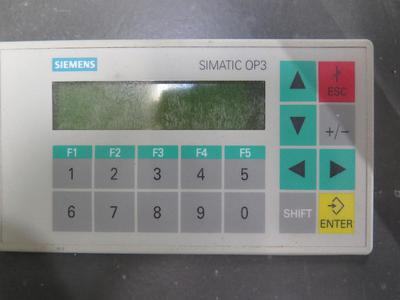 SIEMENS
SIMATIC OP3
ESC
+/−
F1 F2 F3 F4 F5
1 2 3 4 5
6 7 8 9 0
SHIFT
ENTER